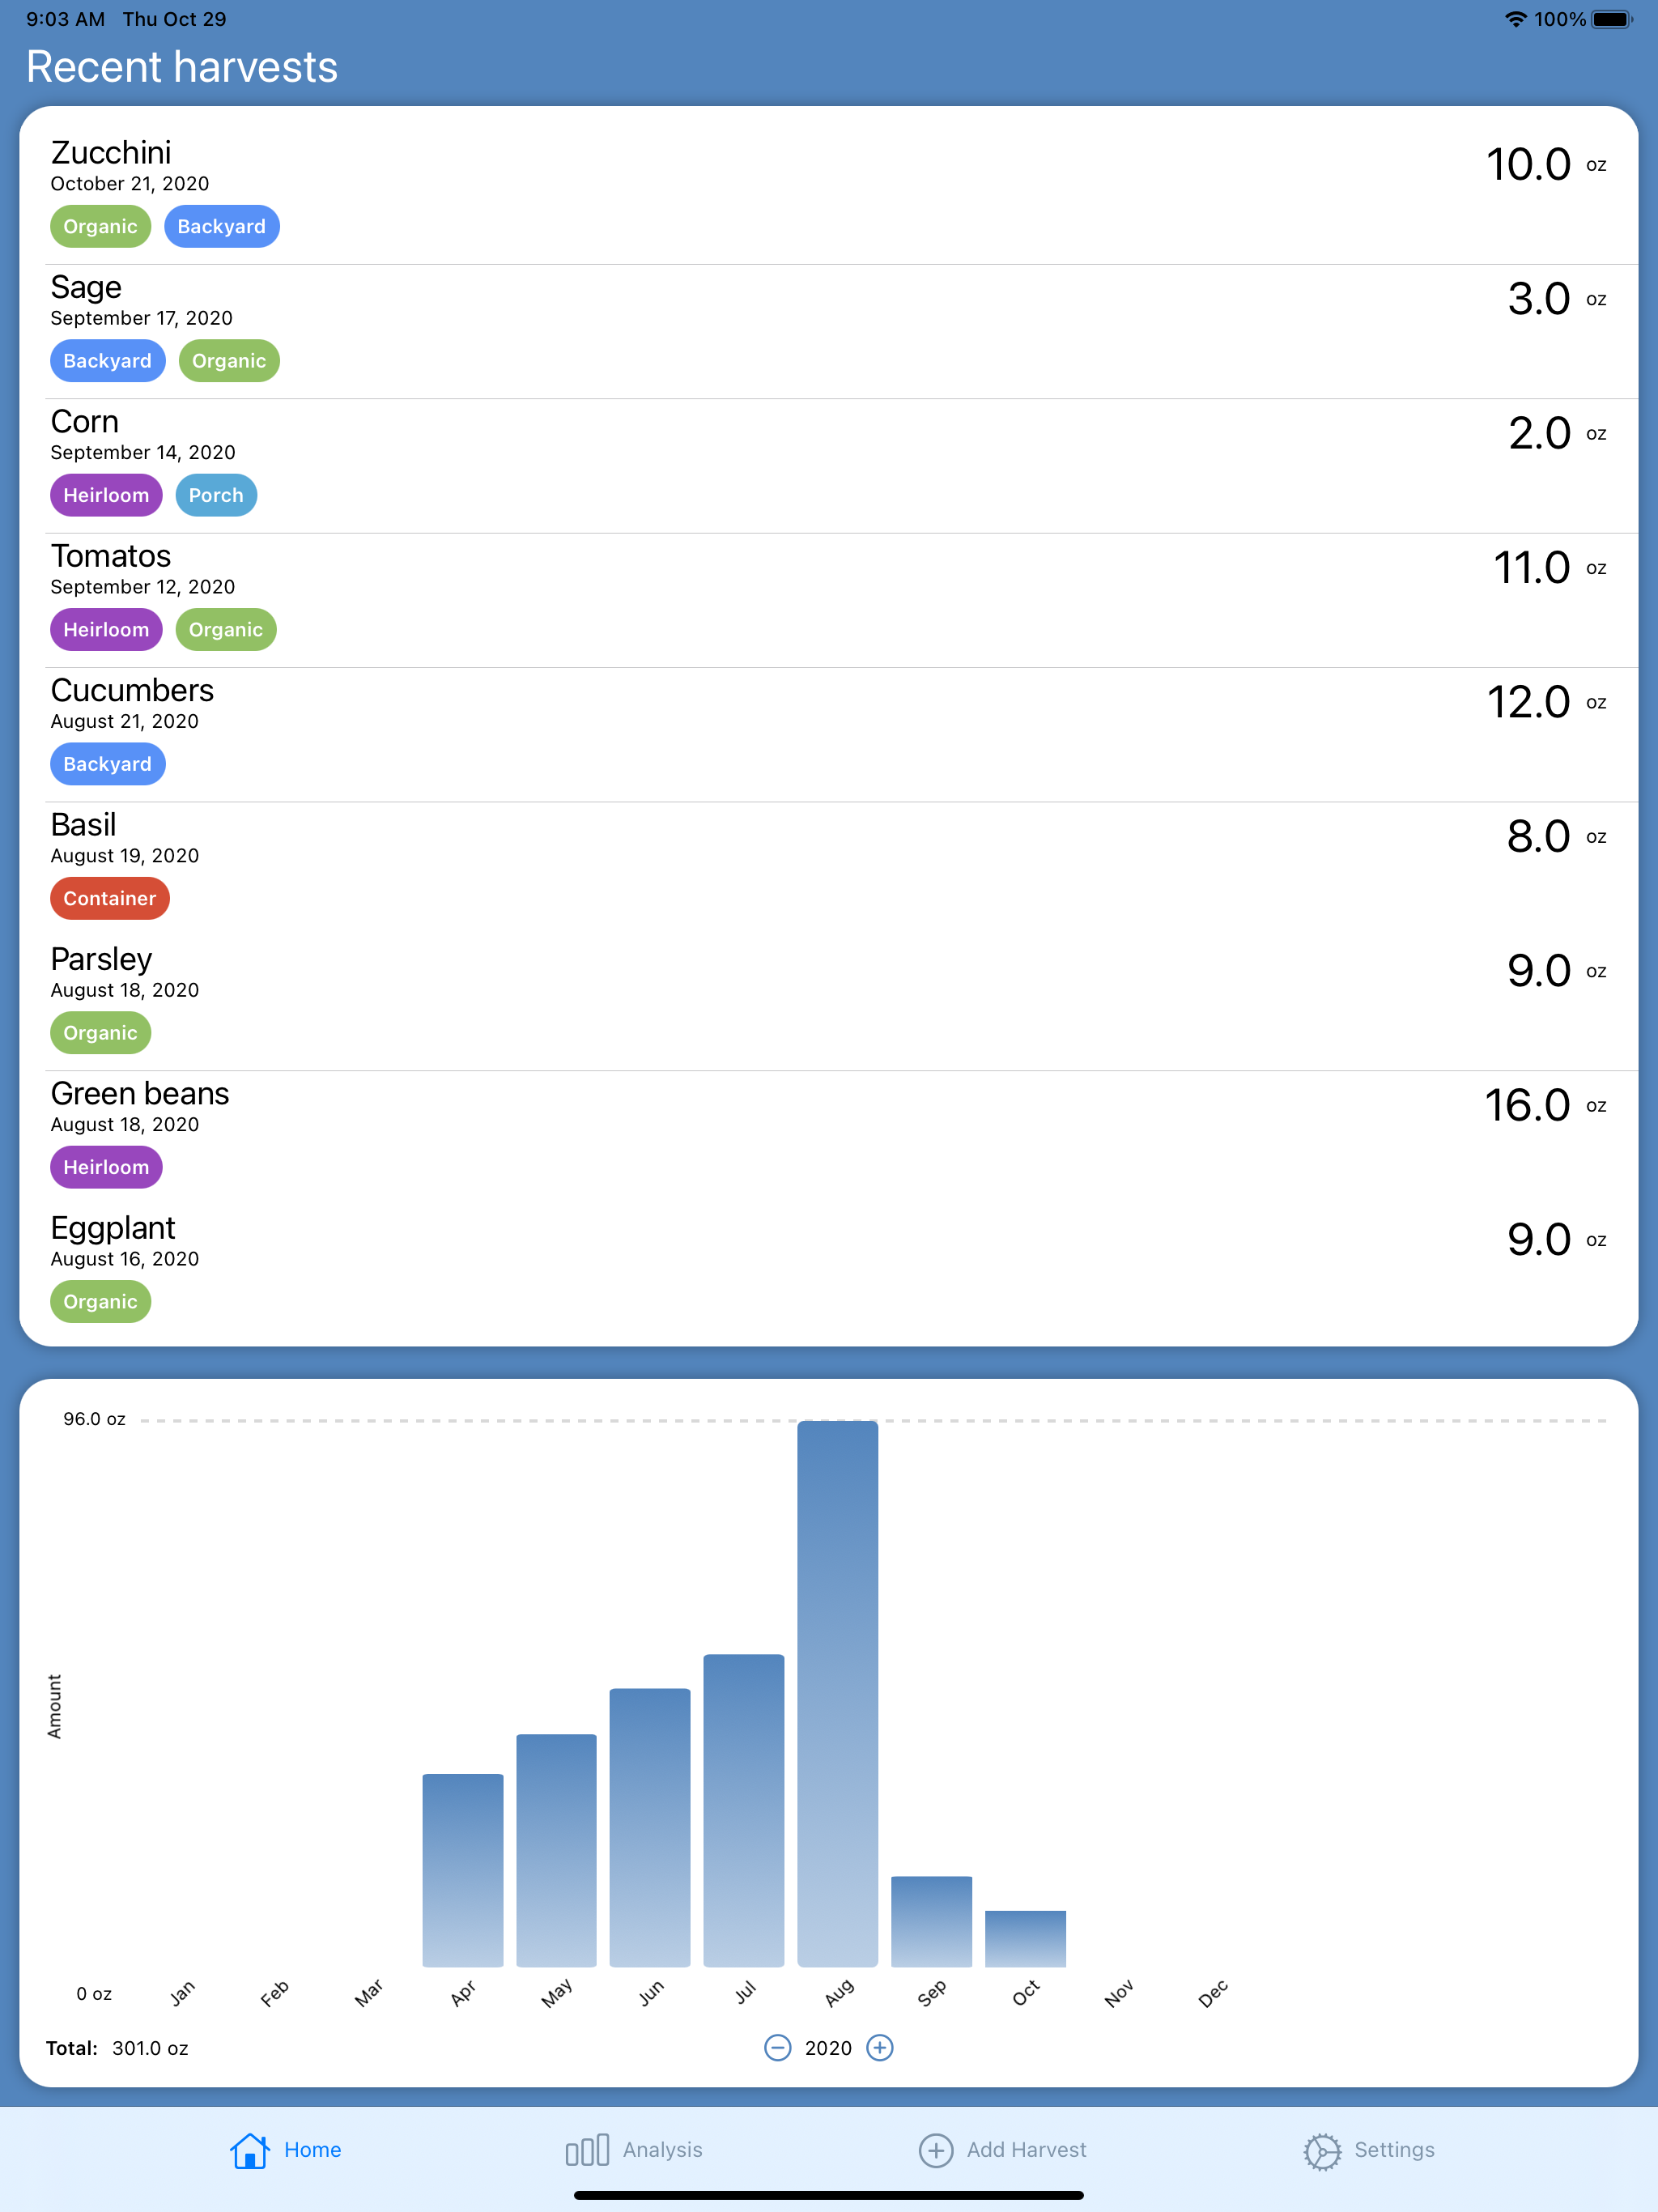 9:03 AM Thu Oct 29 100%
Recent harvests
Zucchini
10.0 oz
October 21, 2020
Organic Backyard
Sage
3.0 oz
September 17, 2020
Backyard Organic
Corn
2.0 oz
September 14, 2020
Heirloom Porch
Tomatos
11.0 oz
September 12, 2020
Heirloom Organic
Cucumbers
12.0 oz
August 21, 2020
Backyard
Basil
8.0 oz
August 19, 2020
Container
Parsley
9.0 oz
August 18, 2020
Organic
Green beans
16.0 oz
August 18, 2020
Heirloom
Eggplant
9.0 oz
August 16, 2020
Organic
96.0 oz
Amount
0 oz Jan Feb Mar Apr May Jun Jul Aug Sep Oct Nov Dec
Total: 301.0 oz 2020
Home Analysis Add Harvest Settings